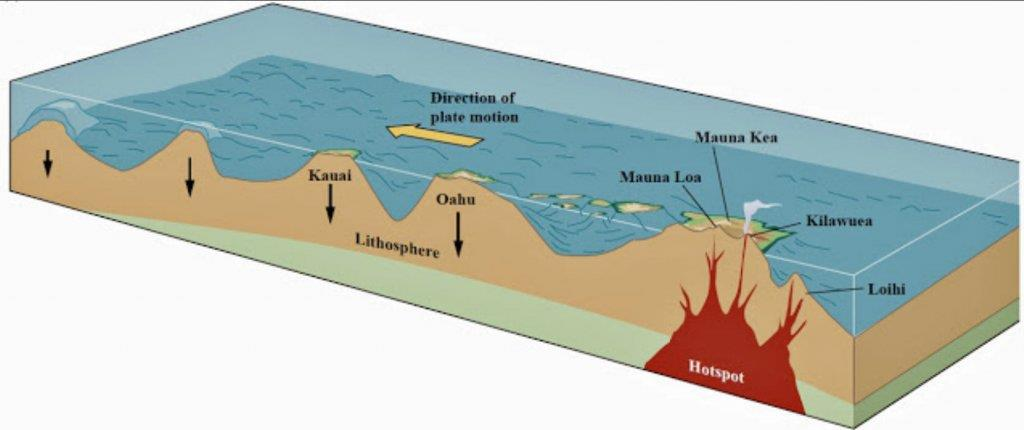 Direction of
plate motion
Mauna Kea
Mauna Loa
Kauai
Oahu
Kilawuea
Lithosphere
Loihi
Hotspot